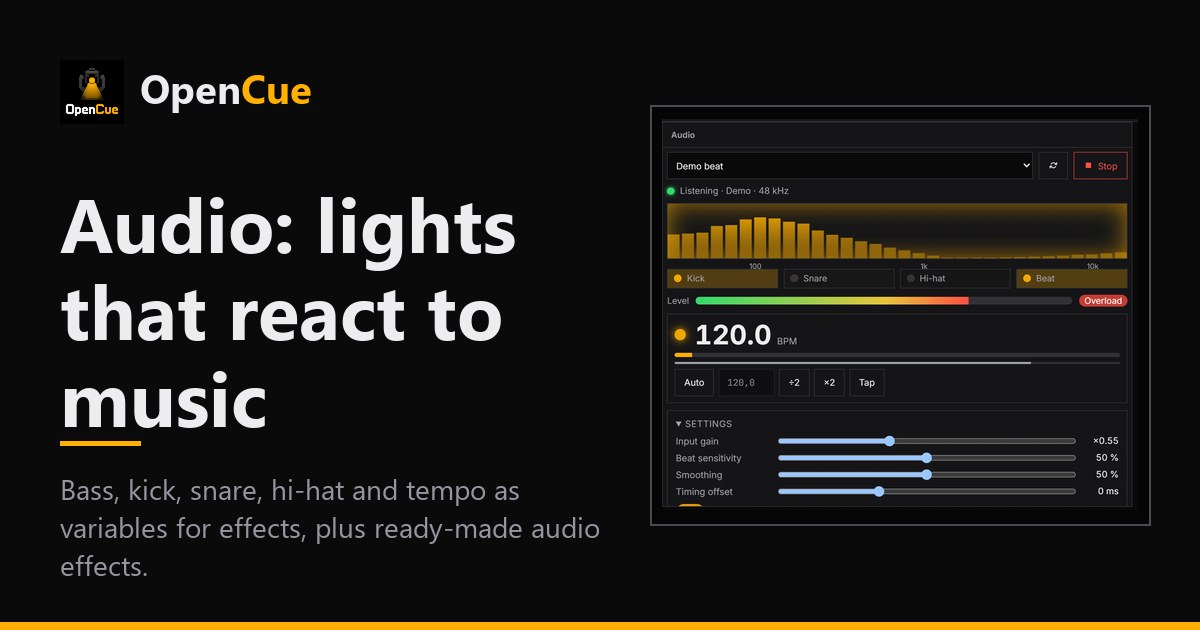 OpenCue
OpenCue
Audio: lights
that react to
music
Bass, kick, snare, hi-hat and tempo as
variables for effects, plus ready-made audio
effects.
Audio
Demo beat
Stop
Listening · Demo · 48 kHz
100 1k 10k
Kick Snare Hi-hat Beat
Level Overload
120.0 BPM
Auto 120,0 ÷2 ×2 Tap
▼ SETTINGS
Input gain ×0.55
Beat sensitivity 50 %
Smoothing 50 %
Timing offset 0 ms